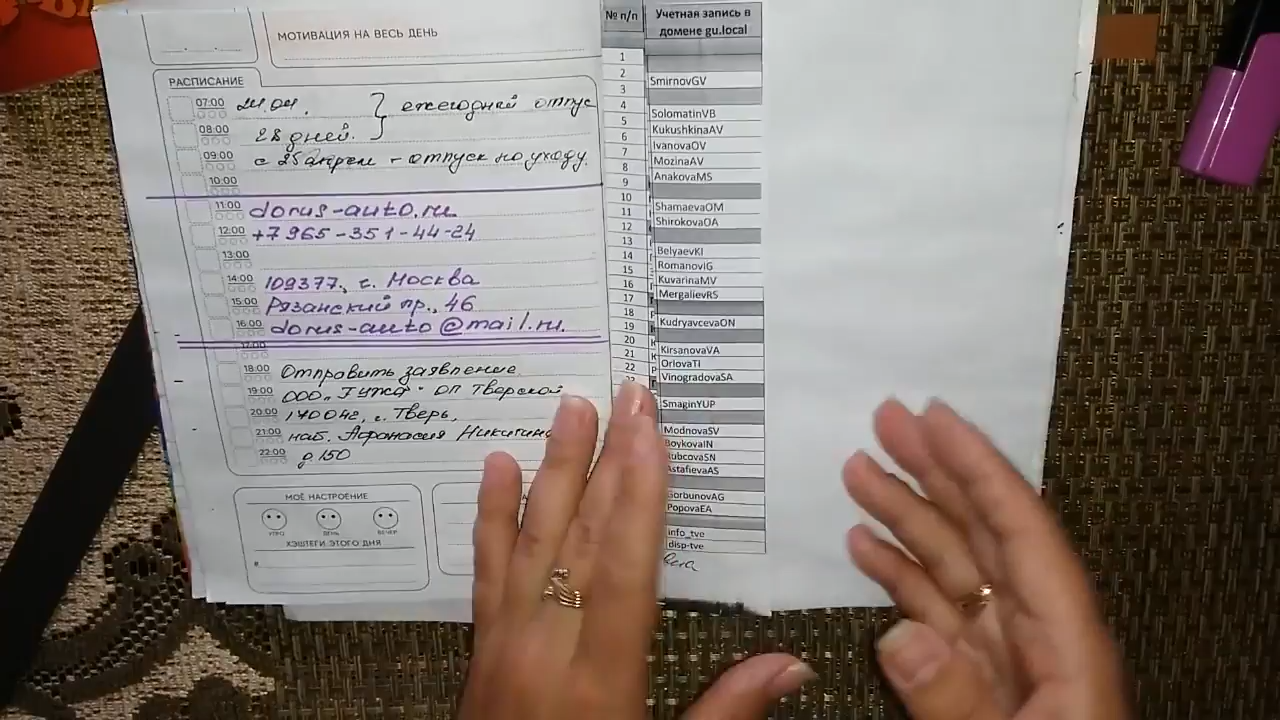 МОТИВАЦИЯ НА ВЕСЬ ДЕНЬ
РАСПИСАНИЕ
07:00 24.04. } ежегодный отпус
08:00 28 дней.
09:00 с 25 апреля - отпуск по уходу.
10:00
11:00 dorus-auto.ru
12:00 +7 965-351-44-24
13:00
14:00 109377, г. Москва
15:00 Рязанский пр., 46
16:00 dorus-auto@mail.ru.
17:00
18:00 Отправить заявление
19:00 ООО ОП Тверской
20:00 170042, г. Тверь,
21:00 наб. Афанасия Никитина
22:00 д 150
МОЁ НАСТРОЕНИЕ
УТРО ДЕНЬ ВЕЧЕР
ХЭШТЕГИ ЭТОГО ДНЯ
#
№ п/п
Учетная запись в
домене gu.local
1
2
3
4
5
6
7
8
9
10
11
12
13
14
15
16
17
18
19
20
21
22
SmirnovGV
SolomatinVB
KukushkinaAV
IvanovaOV
MozinaAV
AnakovaMS
ShamaevaOM
ShirokovaOA
BelyaevKI
RomanoviG
KuvarinaMV
MergalievRS
KudryavcevaON
KirsanovaVA
OrlovaTI
VinogradovaSA
SmaginYUP
ModnovaSV
BoykovaIN
RubcovaSN
AstafievaAS
GorbunovAG
PopovaEA
info_tve
disp-tve